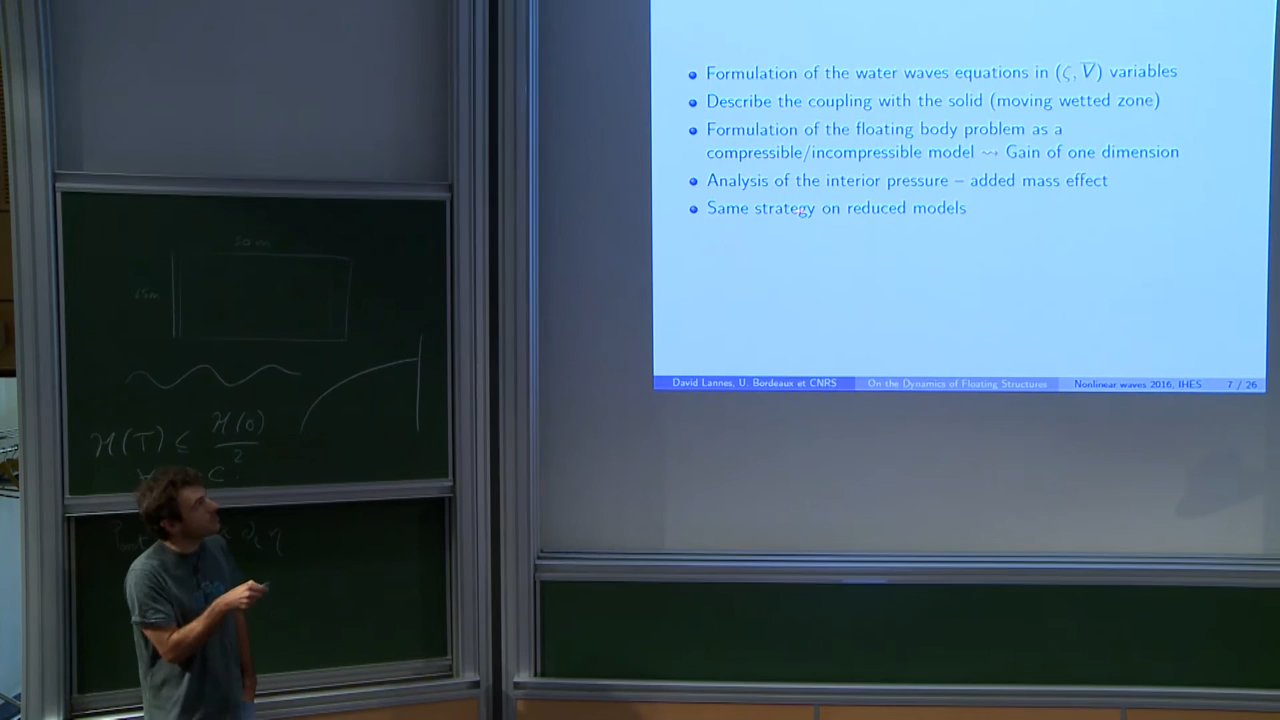 Formulation of the water waves equations in (ζ, V̅) variables
Describe the coupling with the solid (moving wetted zone)
Formulation of the floating body problem as a
compressible/incompressible model ⇝ Gain of one dimension
Analysis of the interior pressure – added mass effect
Same strategy on reduced models
David Lannes, U. Bordeaux et CNRS
On the Dynamics of Floating Structures
Nonlinear waves 2016, IHES
7 / 26
H(T) ≤ H(0)/2